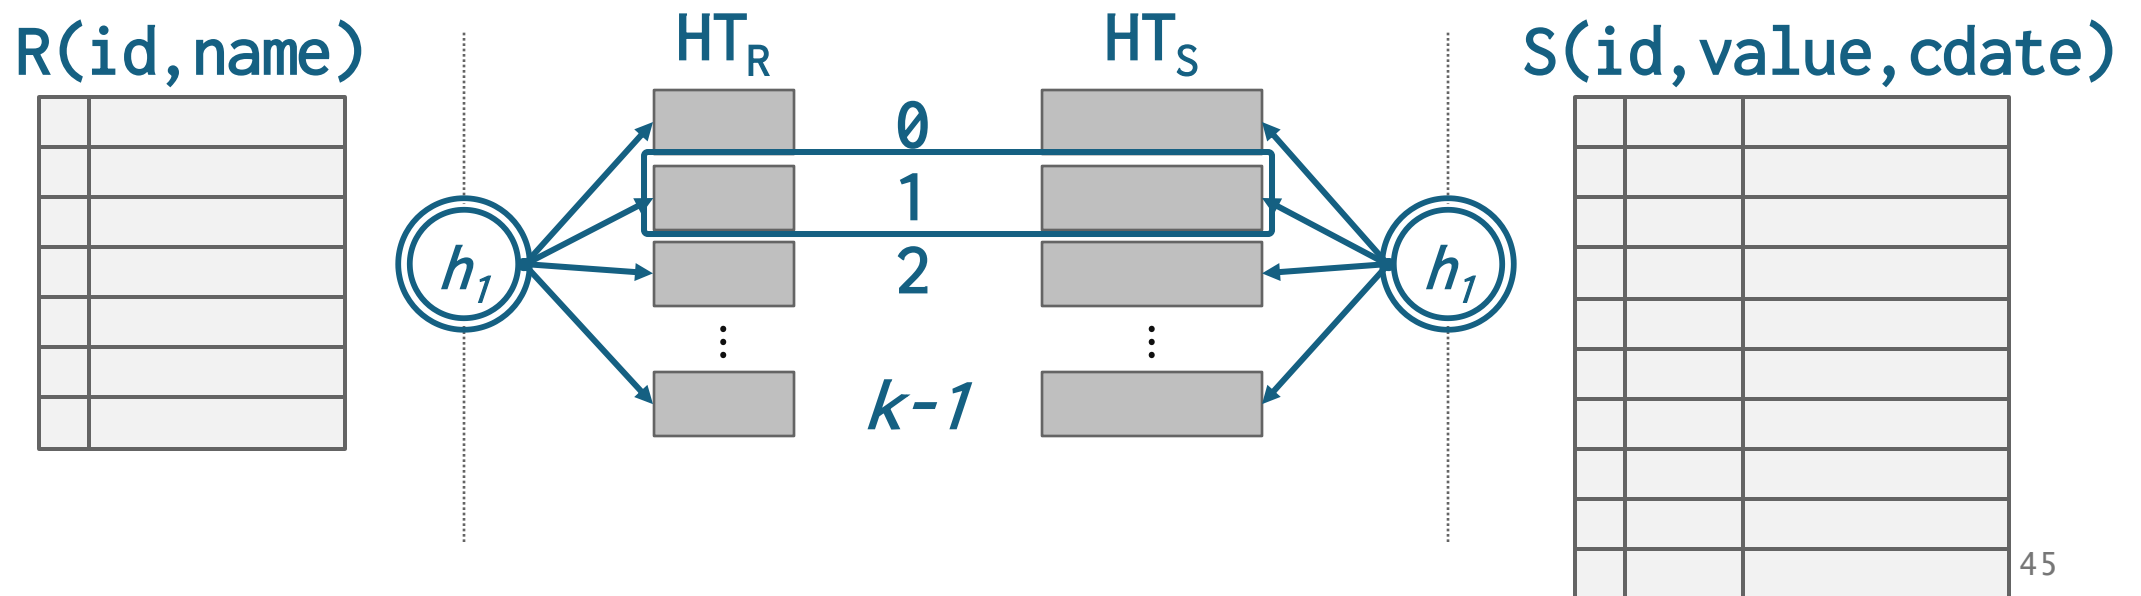 R(id,name)
HTR
HTS
S(id,value,cdate)
0
1
2
h1
h1
⋮
⋮
k-1
45